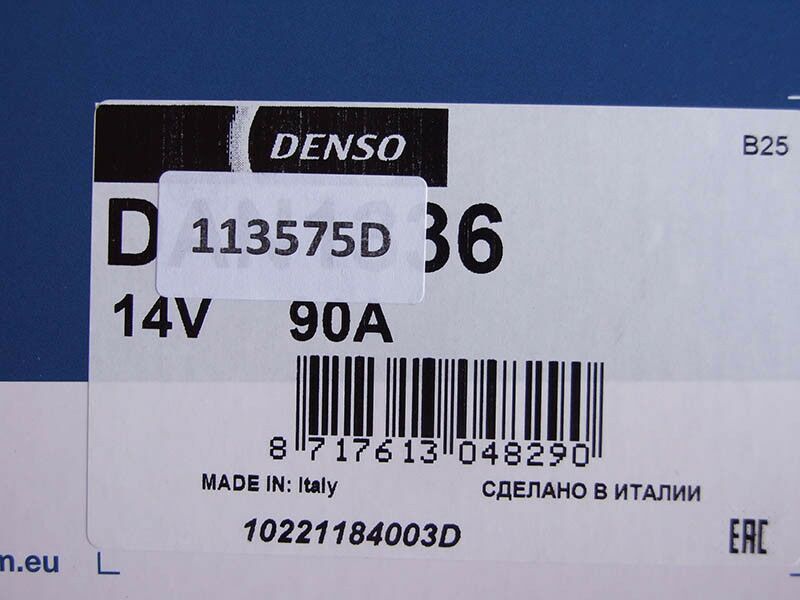 DENSO
B25
113575D
14V 90A
8 717613 048290
MADE IN: Italy
СДЕЛАНО В ИТАЛИИ
10221184003D
EAC
m.eu